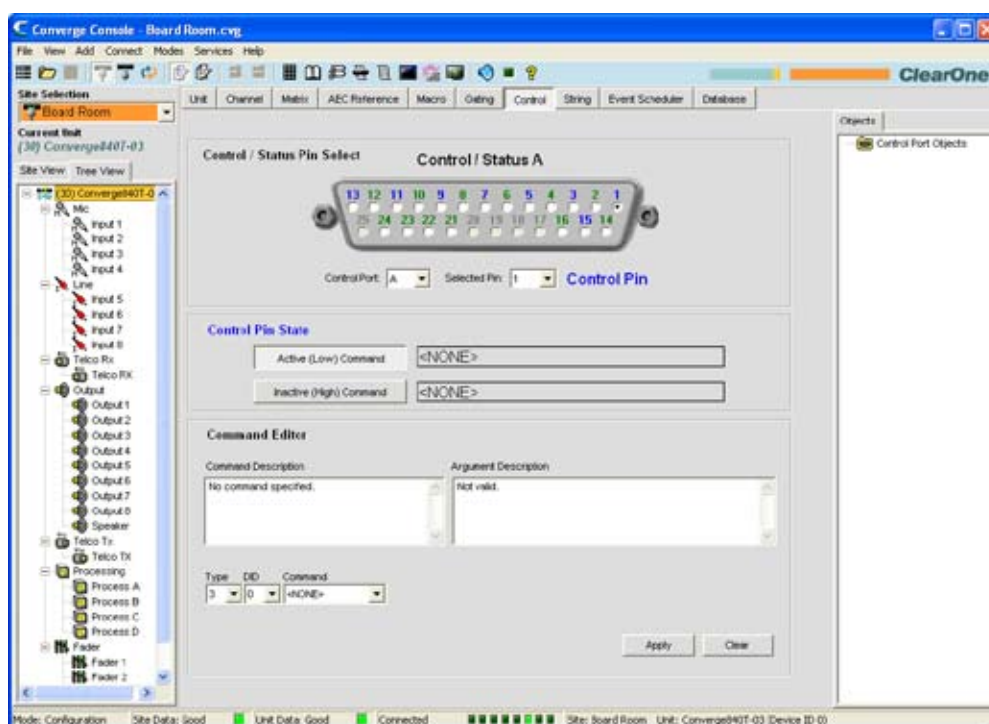 Converge Console - Board Room.cvg
File View Add Connect Modes Services Help
ClearOne
Site Selection
Board Room
Current Unit
(30) Converge840T-03
Site View Tree View
Unit Channel Matrix AEC Reference Macro Gating Control String Event Scheduler Database
Objects
Control Port Objects
(30) Converge840T-0
Mic
Input 1
Input 2
Input 3
Input 4
Line
Input 5
Input 6
Input 7
Input 8
Telco Rx
Telco RX
Output
Output 1
Output 2
Output 3
Output 4
Output 5
Output 6
Output 7
Output 8
Speaker
Telco Tx
Telco TX
Processing
Process A
Process B
Process C
Process D
Fader
Fader 1
Fader 2
Control / Status Pin Select
Control / Status A
13 12 11 10 9 8 7 6 5 4 3 2 1
25 24 23 22 21 20 19 18 17 16 15 14
Control Port: A Selected Pin: 1 Control Pin
Control Pin State
Active (Low) Command <NONE>
Inactive (High) Command <NONE>
Command Editor
Command Description Argument Description
No command specified. Not valid.
Type DID Command
3 0 <NONE>
Apply Clear
Mode: Configuration Site Data: Good Unit Data: Good Connected Site: Board Room Unit: Converge840T-03 (Device ID 0)